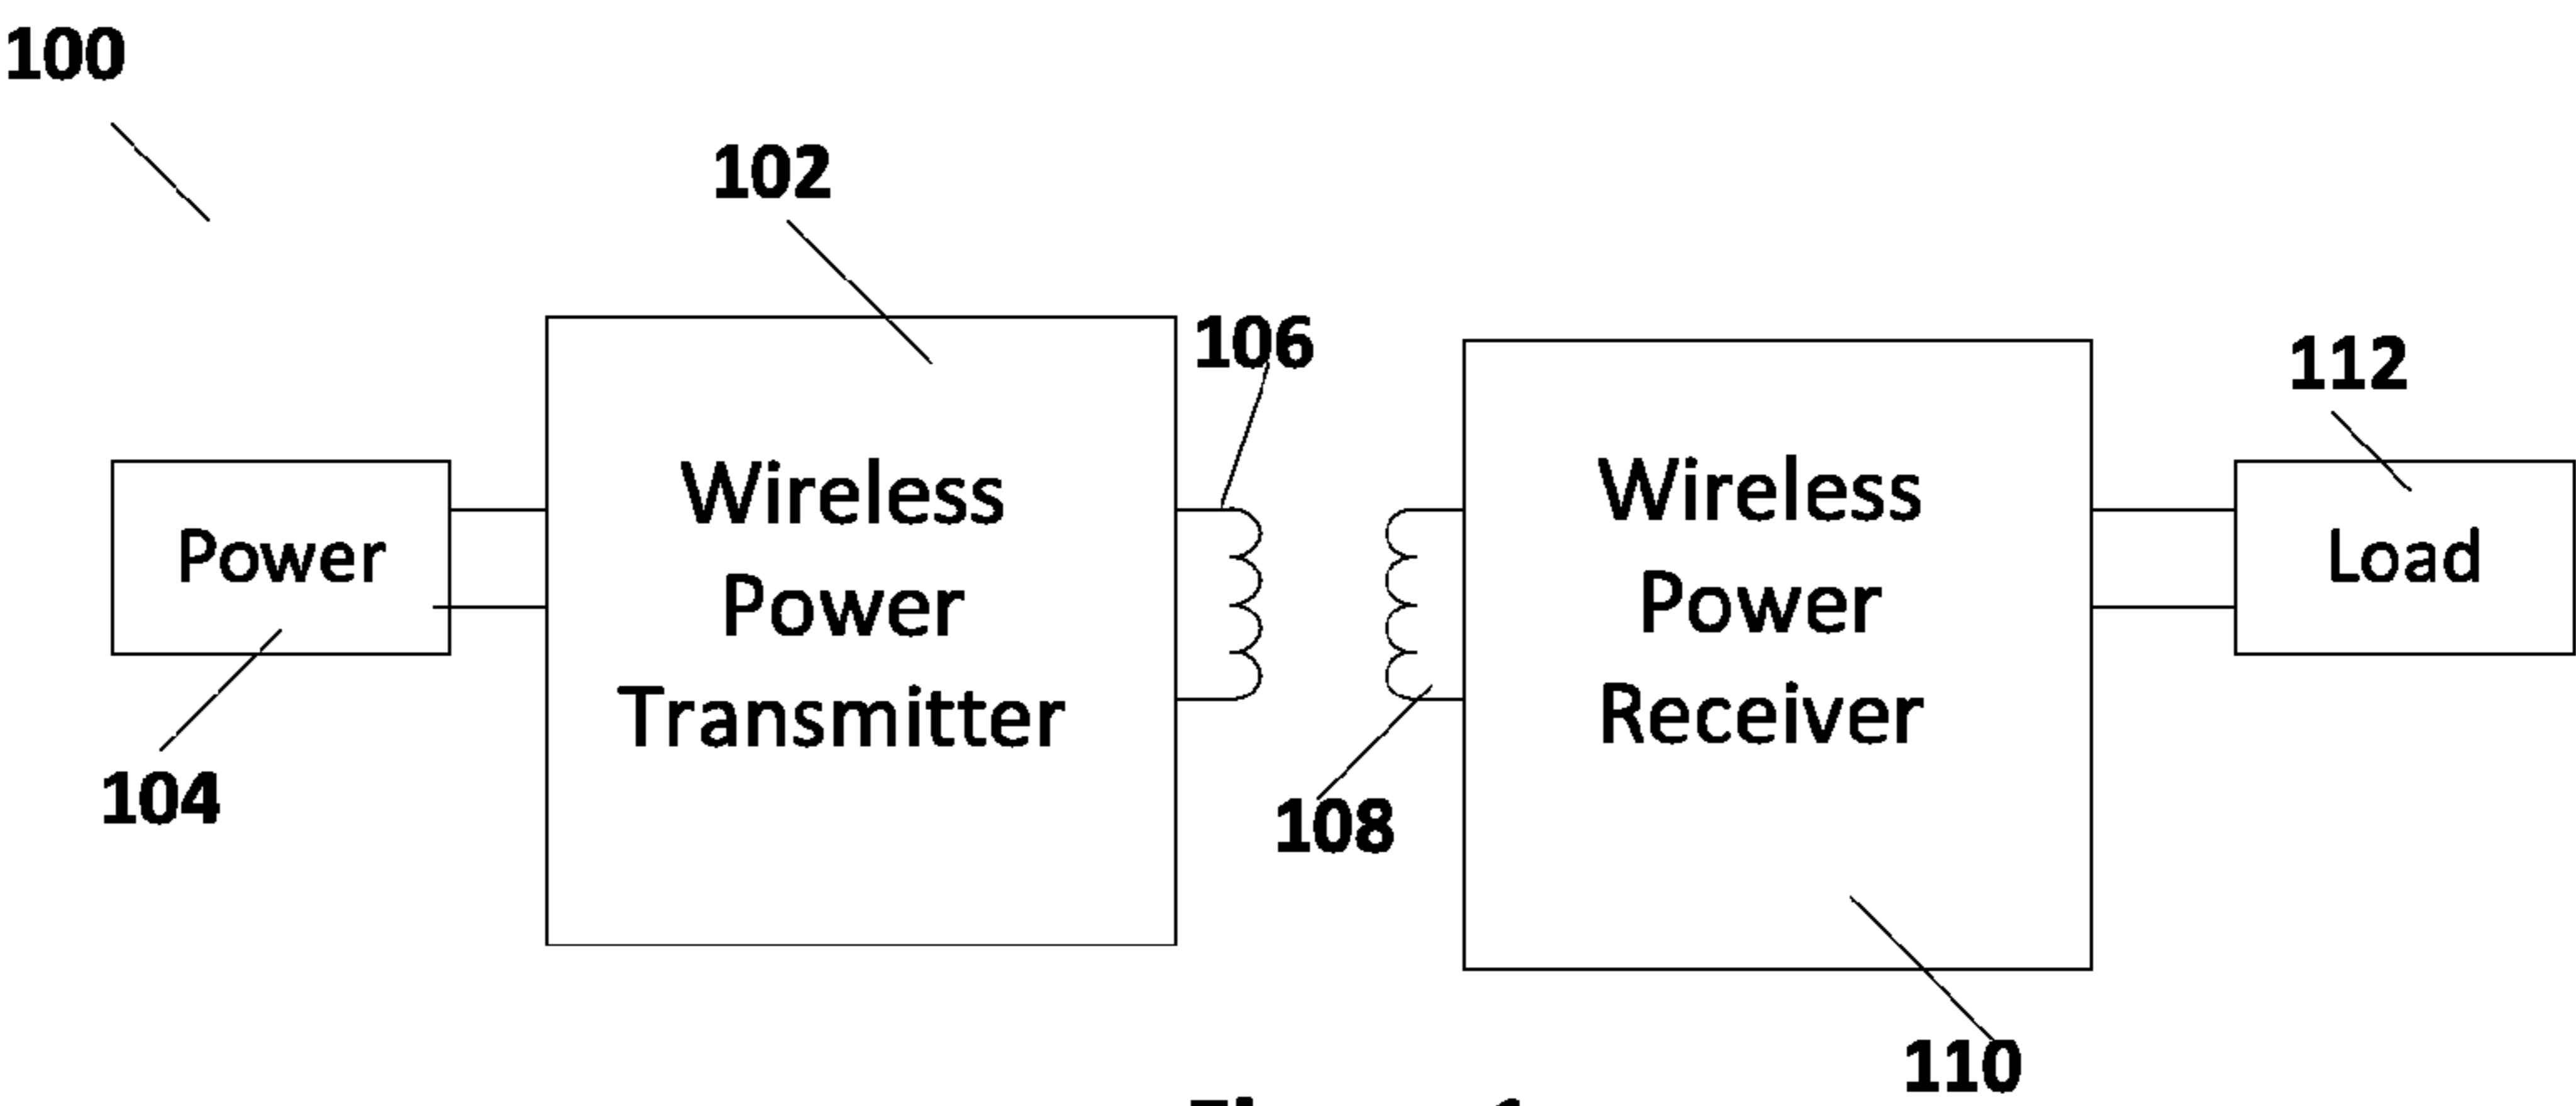 100
102
106
112
Power
Wireless
Power
Transmitter
Wireless
Power
Receiver
Load
104
108
110